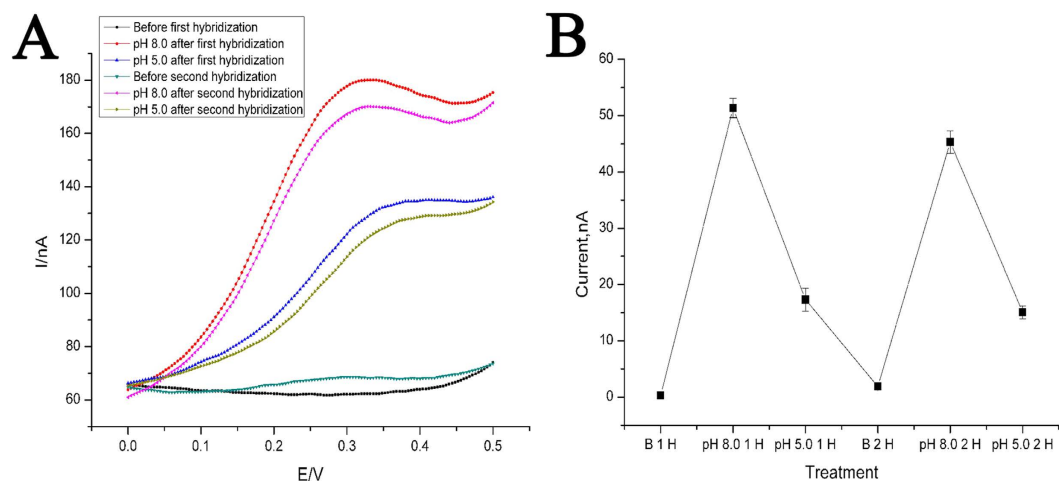 A
Before first hybridization
pH 8.0 after first hybridization
pH 5.0 after first hybridization
Before second hybridization
pH 8.0 after second hybridization
pH 5.0 after second hybridization
180
160
140
120
100
80
60
I/nA
0.0 0.1 0.2 0.3 0.4 0.5
E/V
B
60
50
40
30
20
10
0
Current,nA
B 1 H pH 8.0 1 H pH 5.0 1 H B 2 H pH 8.0 2 H pH 5.0 2 H
Treatment